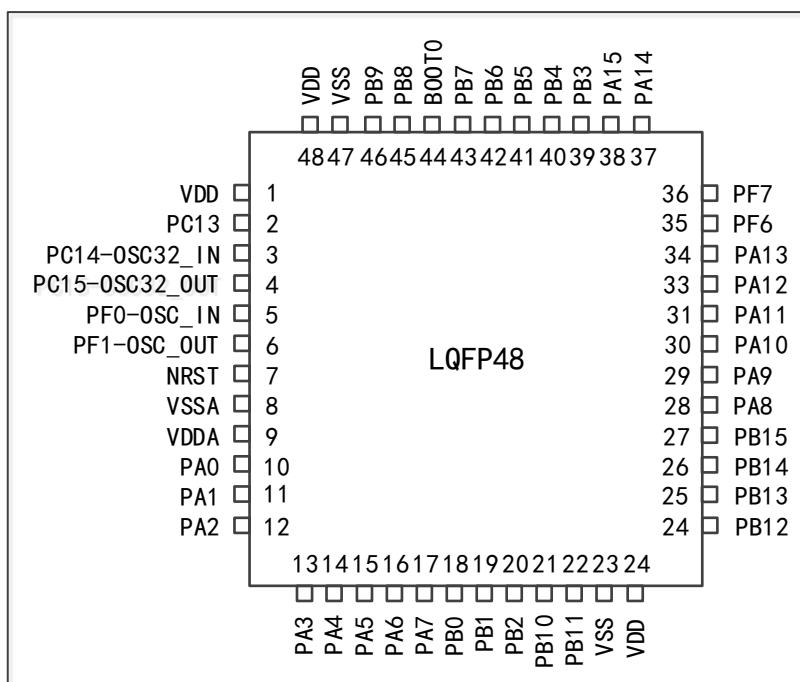 VDD VSS PB9 PB8 BOOT0 PB7 PB6 PB5 PB4 PB3 PA15 PA14
48 47 46 45 44 43 42 41 40 39 38 37
VDD 1 36 PF7
PC13 2 35 PF6
PC14-OSC32_IN 3 34 PA13
PC15-OSC32_OUT 4 33 PA12
PF0-OSC_IN 5 31 PA11
PF1-OSC_OUT 6 30 PA10
LQFP48
NRST 7 29 PA9
VSSA 8 28 PA8
VDDA 9 27 PB15
PA0 10 26 PB14
PA1 11 25 PB13
PA2 12 24 PB12
13 14 15 16 17 18 19 20 21 22 23 24
PA3 PA4 PA5 PA6 PA7 PB0 PB1 PB2 PB10 PB11 VSS VDD